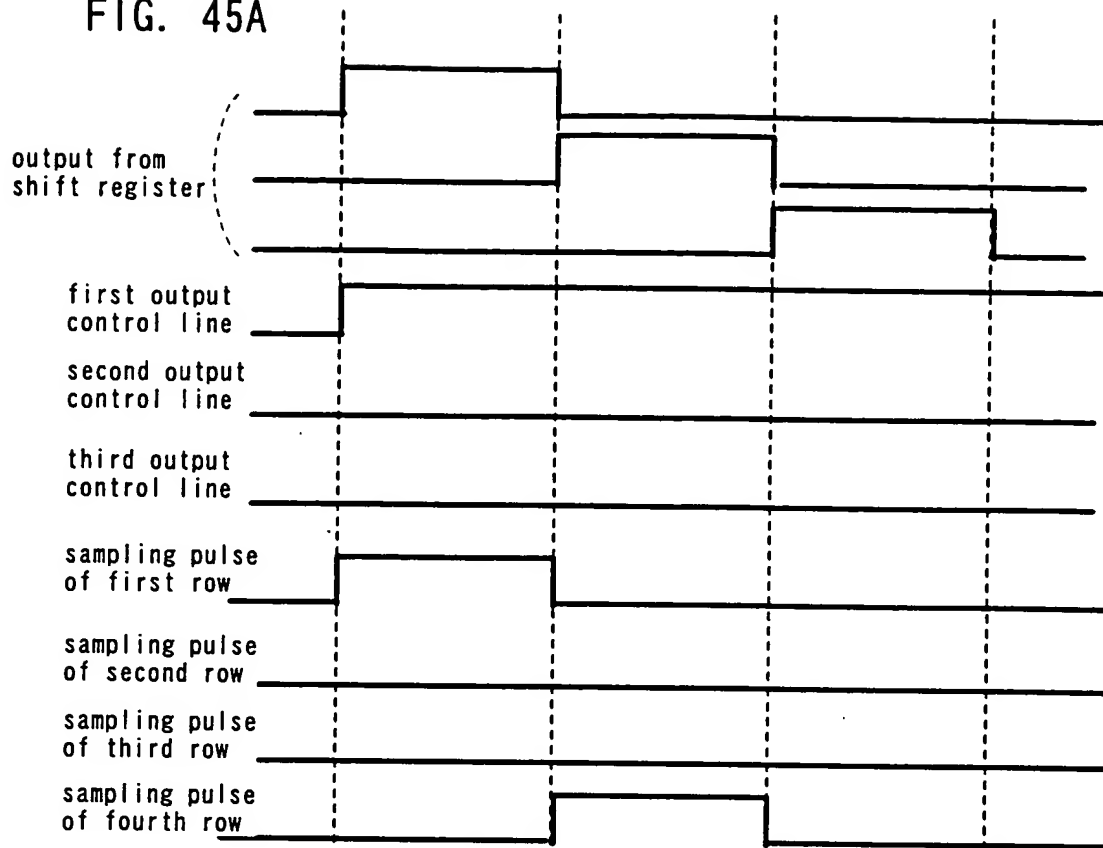 FIG. 45A
output from
shift register
first output
control line
second output
control line
third output
control line
sampling pulse
of first row
sampling pulse
of second row
sampling pulse
of third row
sampling pulse
of fourth row